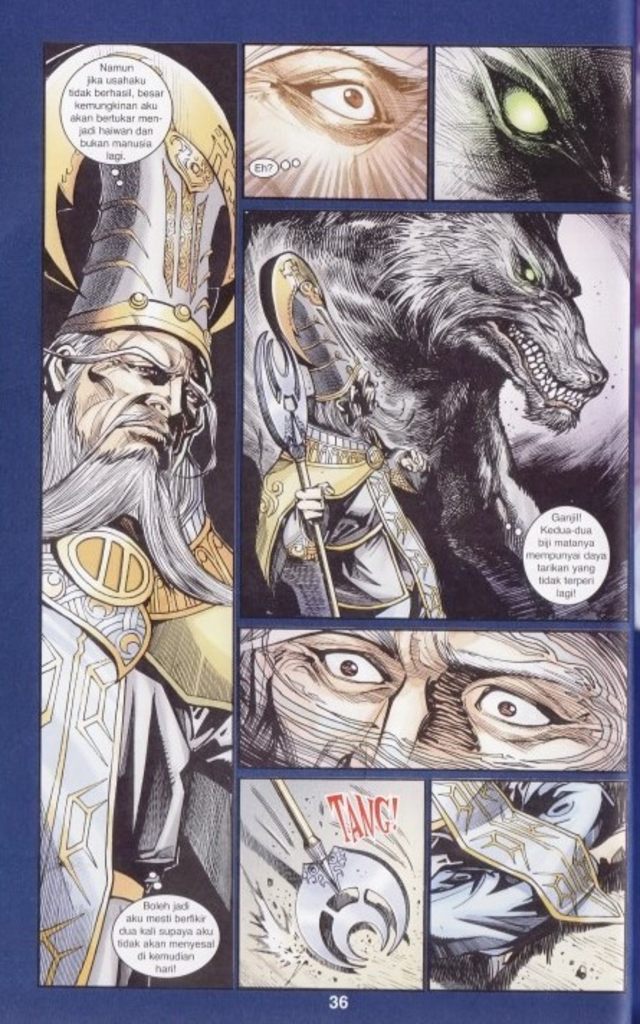 Namun
jika usahaku
tidak berhasil, besar
kemungkinan aku
akan bertukar men-
jadi haiwan dan
bukan manusia
lagi.
Eh?
Ganjil!
Kedua-dua
biji matanya
mempunyai daya
tarikan yang
tidak terperi
lagi!
Boleh jadi
aku mesti berfikir
dua kali supaya aku
tidak akan menyesal
di kemudian
hari!
TANG!
36